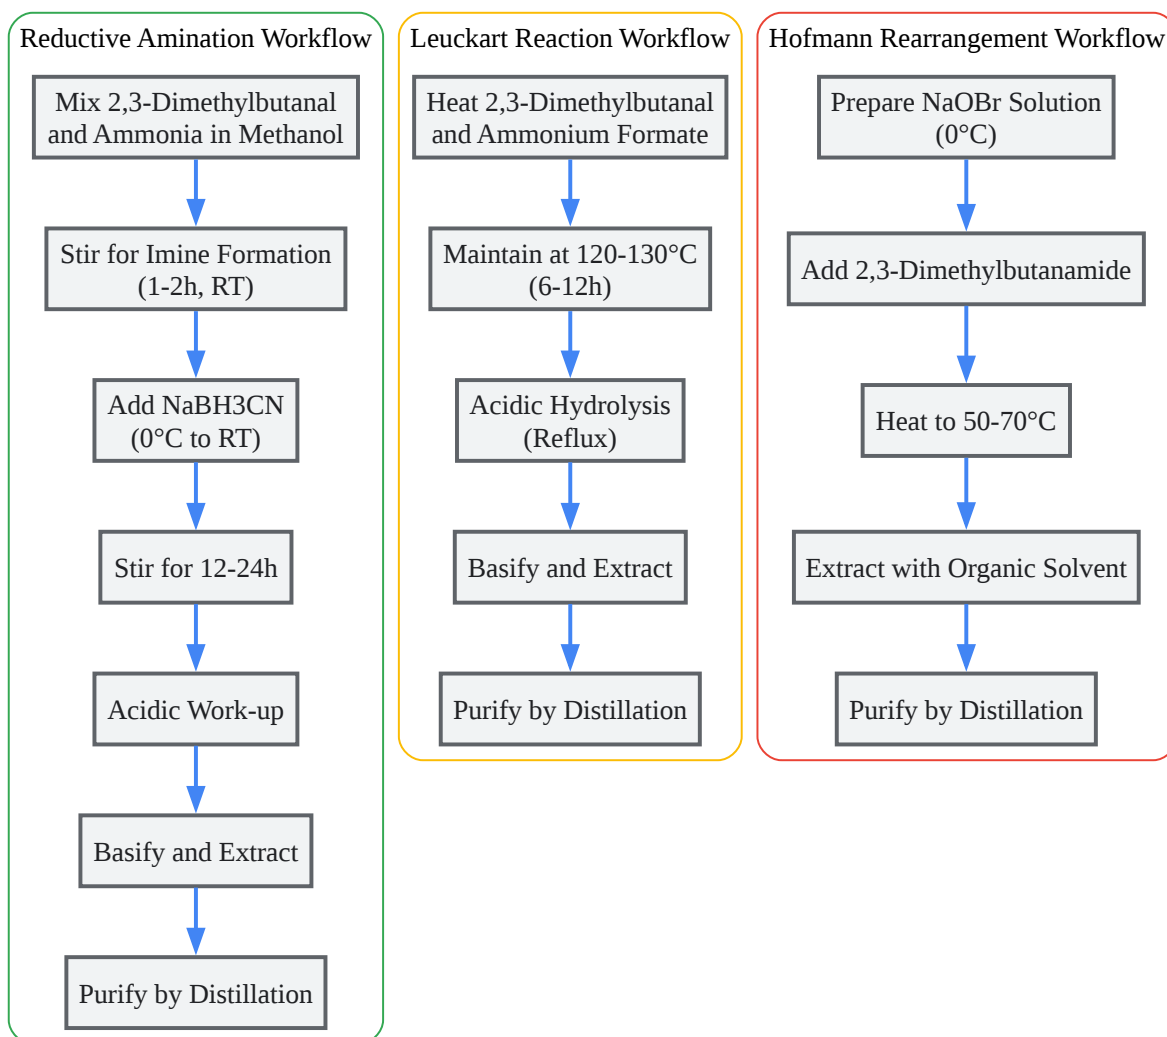 Reductive Amination Workflow
Mix 2,3-Dimethylbutanal
and Ammonia in Methanol
Stir for Imine Formation
(1-2h, RT)
Add NaBH3CN
(0°C to RT)
Stir for 12-24h
Acidic Work-up
Basify and Extract
Purify by Distillation
Leuckart Reaction Workflow
Heat 2,3-Dimethylbutanal
and Ammonium Formate
Maintain at 120-130°C
(6-12h)
Acidic Hydrolysis
(Reflux)
Basify and Extract
Purify by Distillation
Hofmann Rearrangement Workflow
Prepare NaOBr Solution
(0°C)
Add 2,3-Dimethylbutanamide
Heat to 50-70°C
Extract with Organic Solvent
Purify by Distillation